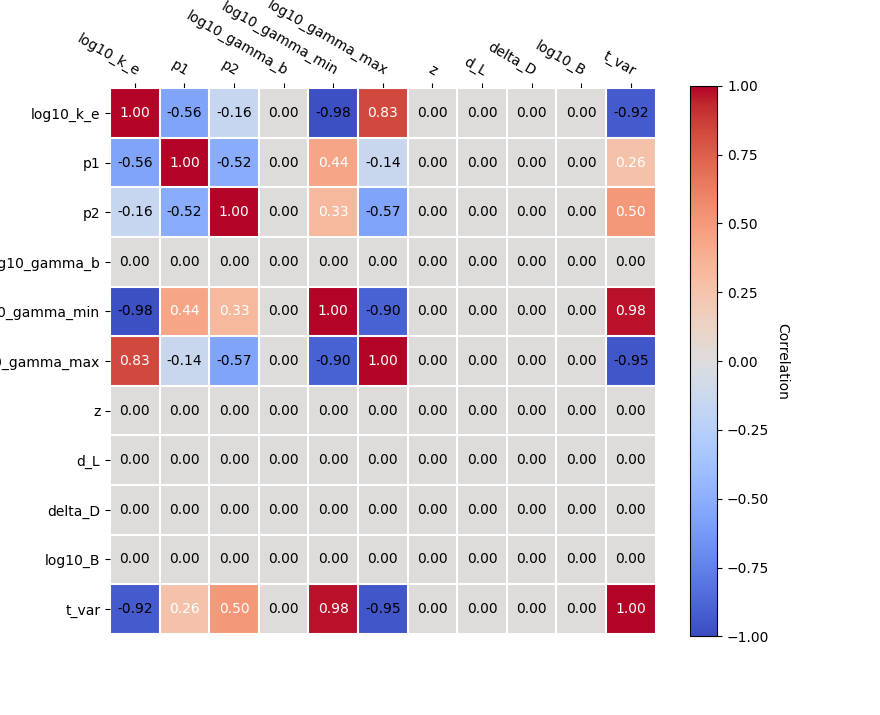 log10_k_e p1 p2 log10_gamma_b log10_gamma_min log10_gamma_max z d_L delta_D log10_B t_var
log10_k_e 1.00 -0.56 -0.16 0.00 -0.98 0.83 0.00 0.00 0.00 0.00 -0.92
p1 -0.56 1.00 -0.52 0.00 0.44 -0.14 0.00 0.00 0.00 0.00 0.26
p2 -0.16 -0.52 1.00 0.00 0.33 -0.57 0.00 0.00 0.00 0.00 0.50
g10_gamma_b 0.00 0.00 0.00 0.00 0.00 0.00 0.00 0.00 0.00 0.00 0.00
0_gamma_min -0.98 0.44 0.33 0.00 1.00 -0.90 0.00 0.00 0.00 0.00 0.98
0_gamma_max 0.83 -0.14 -0.57 0.00 -0.90 1.00 0.00 0.00 0.00 0.00 -0.95
z 0.00 0.00 0.00 0.00 0.00 0.00 0.00 0.00 0.00 0.00 0.00
d_L 0.00 0.00 0.00 0.00 0.00 0.00 0.00 0.00 0.00 0.00 0.00
delta_D 0.00 0.00 0.00 0.00 0.00 0.00 0.00 0.00 0.00 0.00 0.00
log10_B 0.00 0.00 0.00 0.00 0.00 0.00 0.00 0.00 0.00 0.00 0.00
t_var -0.92 0.26 0.50 0.00 0.98 -0.95 0.00 0.00 0.00 0.00 1.00
1.00
0.75
0.50
0.25
0.00
−0.25
−0.50
−0.75
−1.00
Correlation